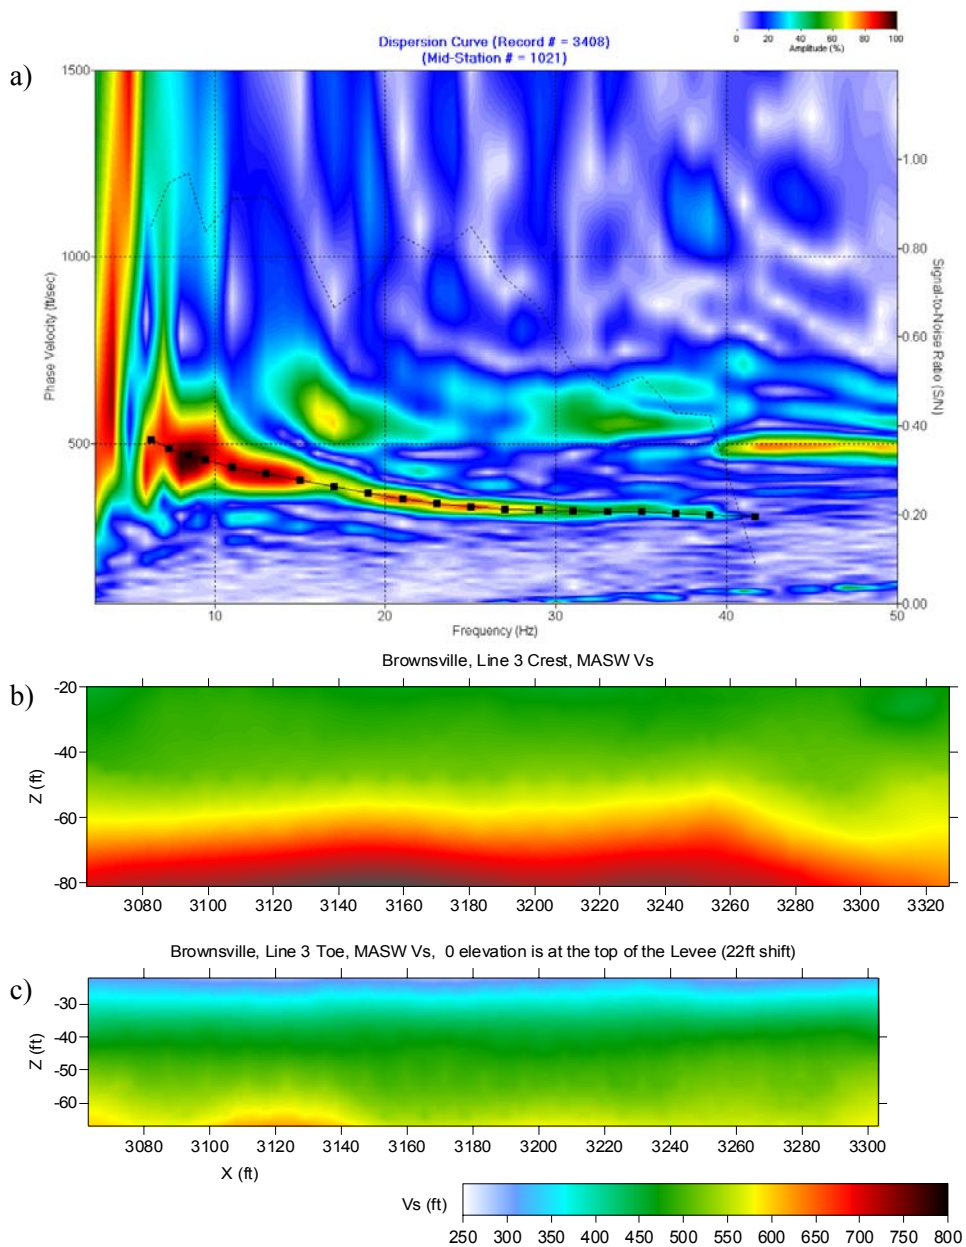 0 20 40 60 80 100
Amplitude (%)
Dispersion Curve (Record # = 3408)
(Mid-Station # = 1021)
a)
1500
1000
500
Phase Velocity (ft/sec)
1.00
0.80
0.60
0.40
0.20
0.00
Signal-to-Noise Ratio (S/N)
10 20 30 40 50
Frequency (Hz)
Brownsville, Line 3 Crest, MASW Vs
b)
-20
-40
-60
-80
Z (ft)
3080 3100 3120 3140 3160 3180 3200 3220 3240 3260 3280 3300 3320
Brownsville, Line 3 Toe, MASW Vs, 0 elevation is at the top of the Levee (22ft shift)
c)
-30
-40
-50
-60
Z (ft)
3080 3100 3120 3140 3160 3180 3200 3220 3240 3260 3280 3300
X (ft)
Vs (ft)
250 300 350 400 450 500 550 600 650 700 750 800